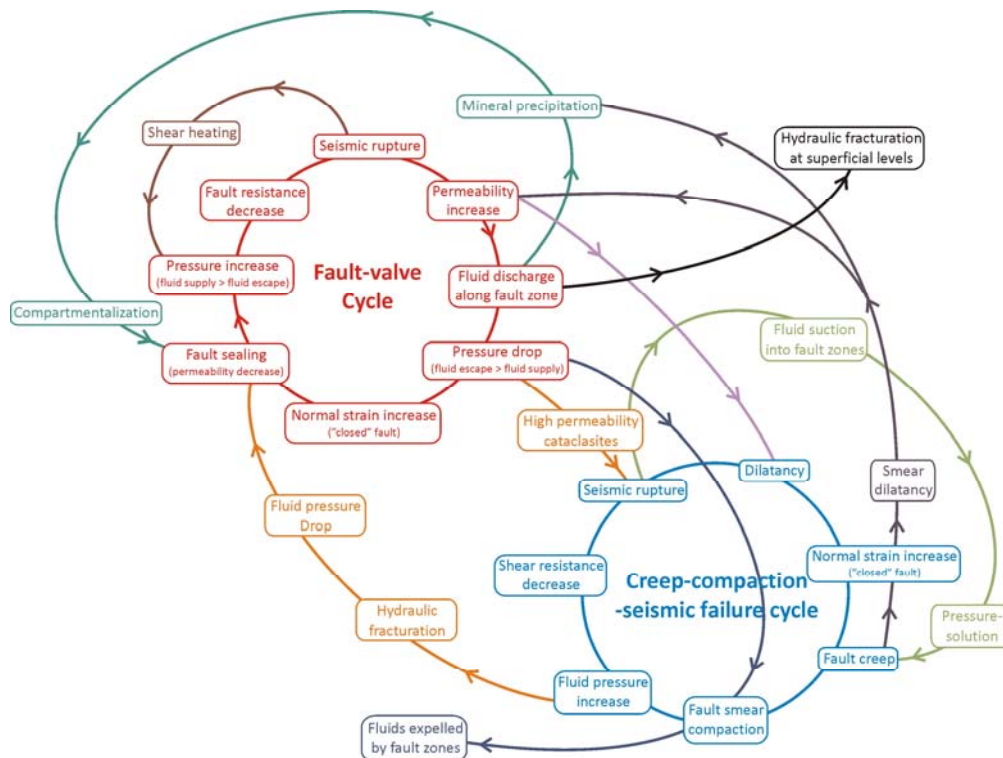 Mineral precipitation
Hydraulic fracturation
at superficial levels
Shear heating
Seismic rupture
Fault resistance
decrease
Permeability
increase
Pressure increase
(fluid supply > fluid escape)
Fault-valve
Cycle
Fluid discharge
along fault zone
Compartmentalization
Fluid suction
into fault zones
Fault sealing
(permeability decrease)
Pressure drop
(fluid escape > fluid supply)
Normal strain increase
("closed" fault)
High permeability
cataclasites
Seismic rupture
Dilatancy
Smear
dilatancy
Fluid pressure
Drop
Shear resistance
decrease
Creep-compaction
-seismic failure cycle
Normal strain increase
("closed" fault)
Hydraulic
fracturation
Pressure-
solution
Fault creep
Fluid pressure
increase
Fault smear
compaction
Fluids expelled
by fault zones